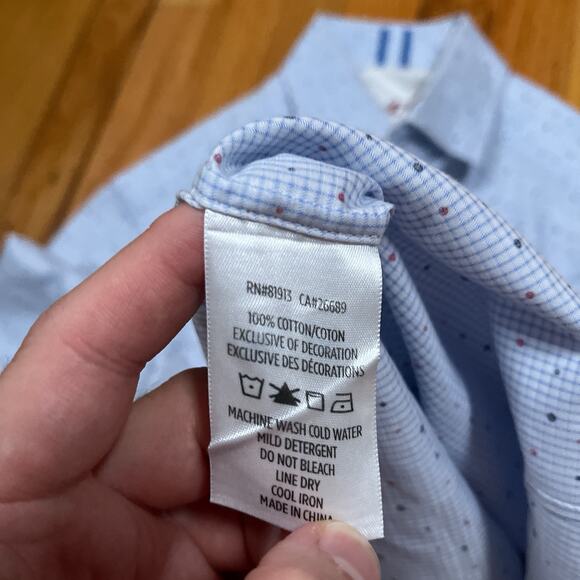 RN#81913 CA#26689
100% COTTON/COTON
EXCLUSIVE OF DECORATION
EXCLUSIVE DES DÉCORATIONS
MACHINE WASH COLD WATER
MILD DETERGENT
DO NOT BLEACH
LINE DRY
COOL IRON
MADE IN CHINA